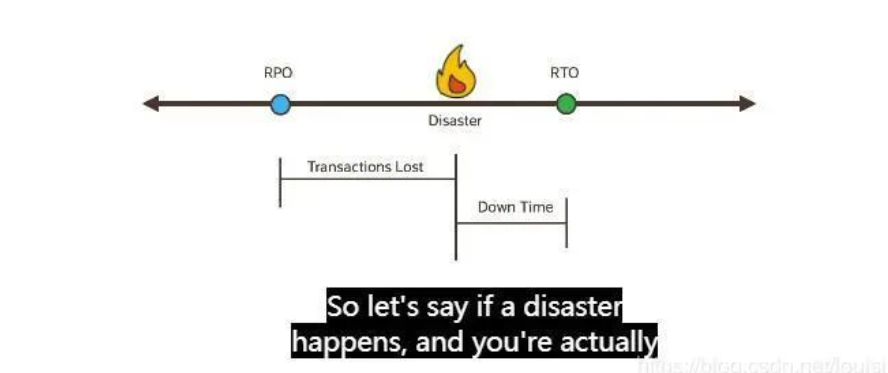 RPO
RTO
Disaster
Transactions Lost
Down Time
So let's say if a disaster
happens, and you're actually
https://blog.csdn.net/louisi